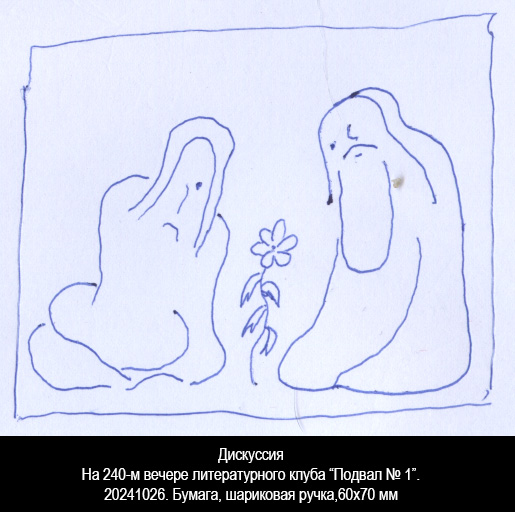 Дискуссия
На 240-м вечере литературного клуба “Подвал № 1”.
20241026. Бумага, шариковая ручка,60х70 мм